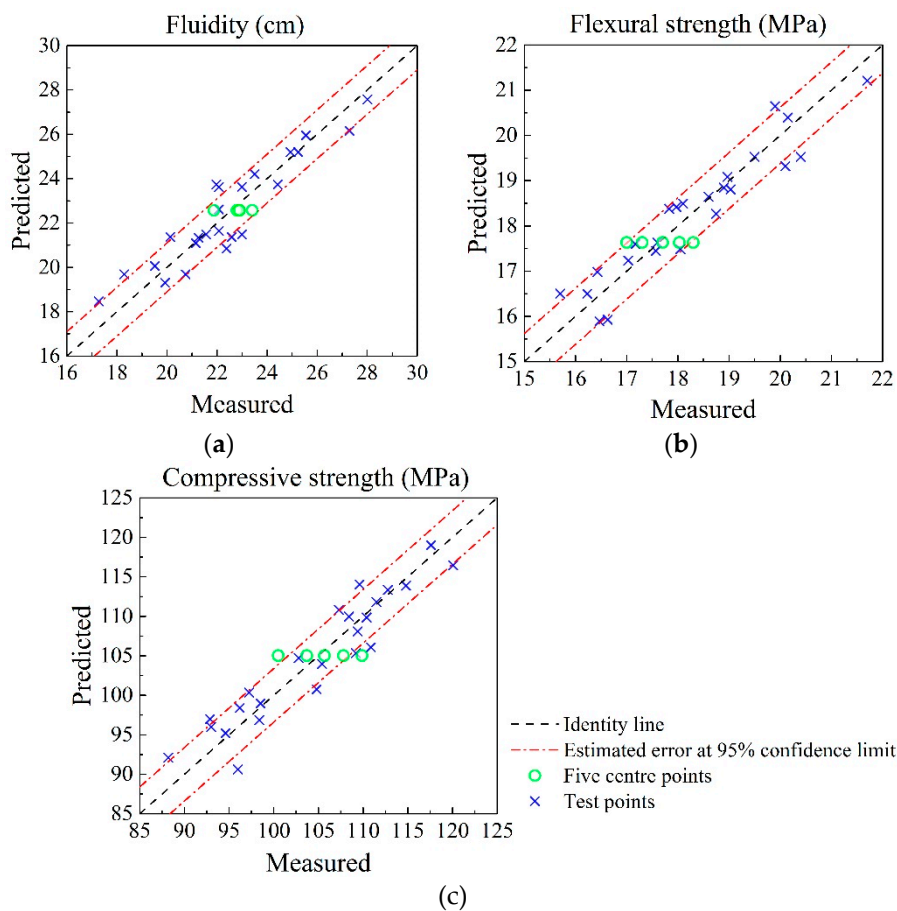 Fluidity (cm)
30
28
26
24
22
20
18
16
16 18 20 22 24 26 28 30
Predicted
Measured
(a)
Flexural strength (MPa)
22
21
20
19
18
17
16
15
15 16 17 18 19 20 21 22
Predicted
Measured
(b)
Compressive strength (MPa)
125
120
115
110
105
100
95
90
85
85 90 95 100 105 110 115 120 125
Predicted
Measured
Identity line
Estimated error at 95% confidence limit
Five centre points
Test points
(c)